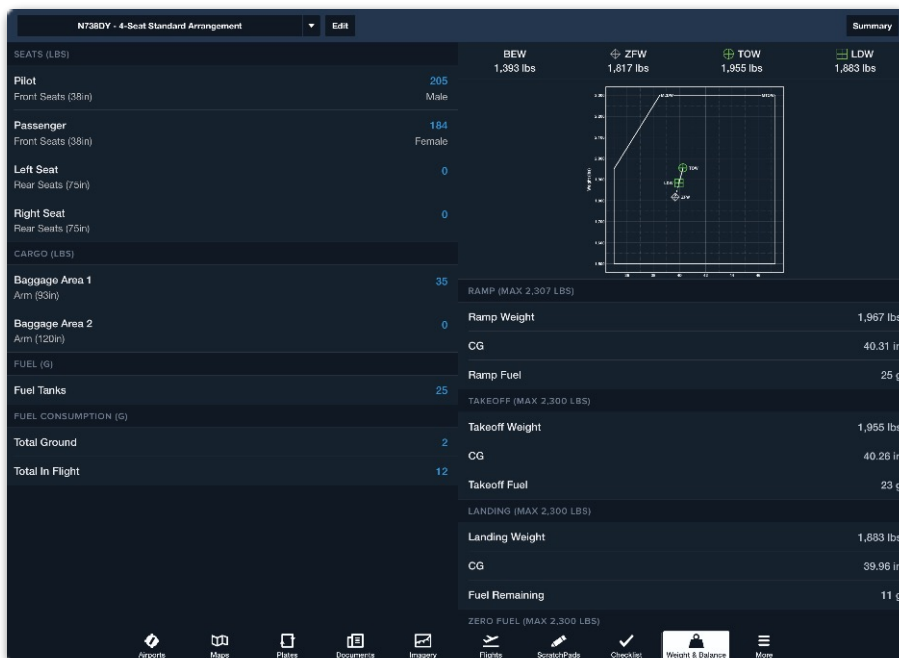 N738DY - 4-Seat Standard Arrangement
Edit
Summary
SEATS (LBS)
Pilot
205
Front Seats (38in)
Male
Passenger
184
Front Seats (38in)
Female
Left Seat
0
Rear Seats (75in)
Right Seat
0
Rear Seats (75in)
CARGO (LBS)
Baggage Area 1
35
Arm (93in)
Baggage Area 2
0
Arm (120in)
FUEL (G)
Fuel Tanks
25
FUEL CONSUMPTION (G)
Total Ground
2
Total In Flight
12
BEW
ZFW
TOW
LDW
1,393 lbs
1,817 lbs
1,955 lbs
1,883 lbs
Weight (lbs)
TOW
LDW
ZFW
RAMP (MAX 2,307 LBS)
Ramp Weight
1,967 lbs
CG
40.31 in
Ramp Fuel
25 g
TAKEOFF (MAX 2,300 LBS)
Takeoff Weight
1,955 lbs
CG
40.26 in
Takeoff Fuel
23 g
LANDING (MAX 2,300 LBS)
Landing Weight
1,883 lbs
CG
39.96 in
Fuel Remaining
11 g
ZERO FUEL (MAX 2,300 LBS)
Airports
Maps
Plates
Documents
Imagery
Flights
ScratchPads
Checklist
Weight & Balance
More